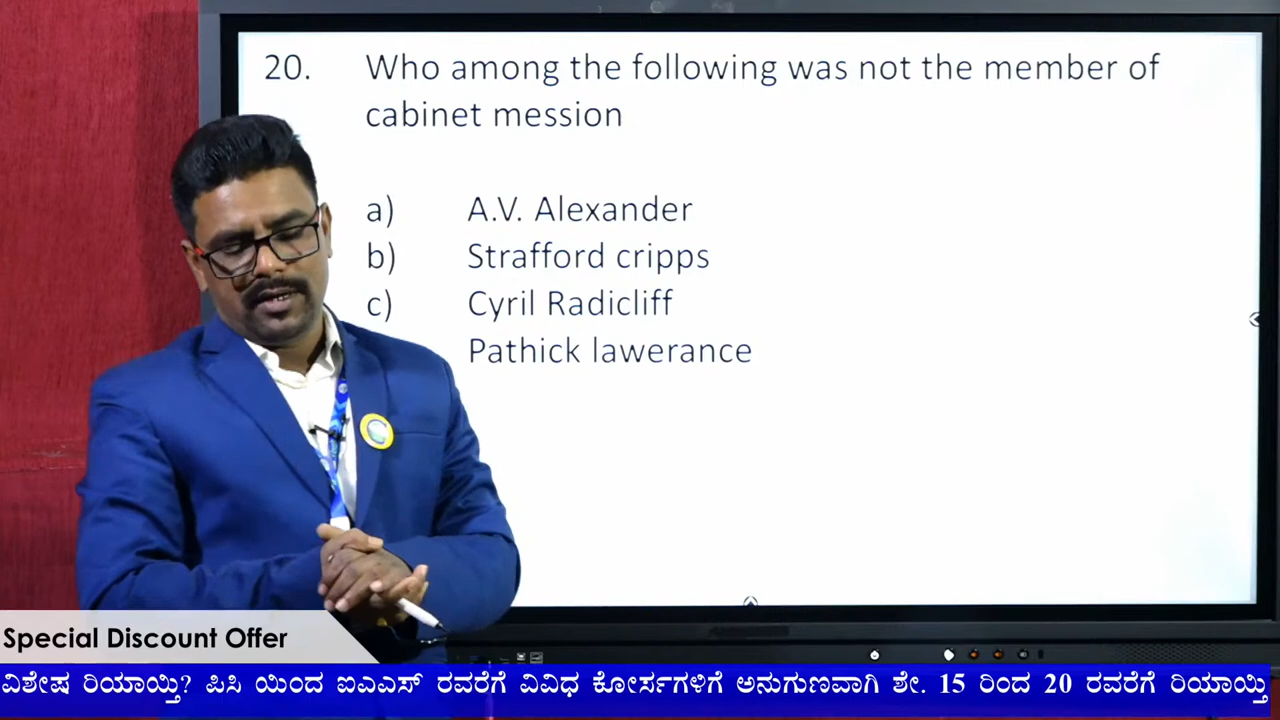 20. Who among the following was not the member of
cabinet mession
a) A.V. Alexander
b) Strafford cripps
c) Cyril Radicliff
Pathick lawerance
Special Discount Offer
ವಿಶೇಷ ರಿಯಾಯ್ತಿ? ಪಿಸಿ ಯಿಂದ ಐಎಎಸ್ ರವರೆಗೆ ವಿವಿಧ ಕೋರ್ಸಗಳಿಗೆ ಅನುಗುಣವಾಗಿ ಶೇ. 15 ರಿಂದ 20 ರವರೆಗೆ ರಿಯಾಯ್ತಿ